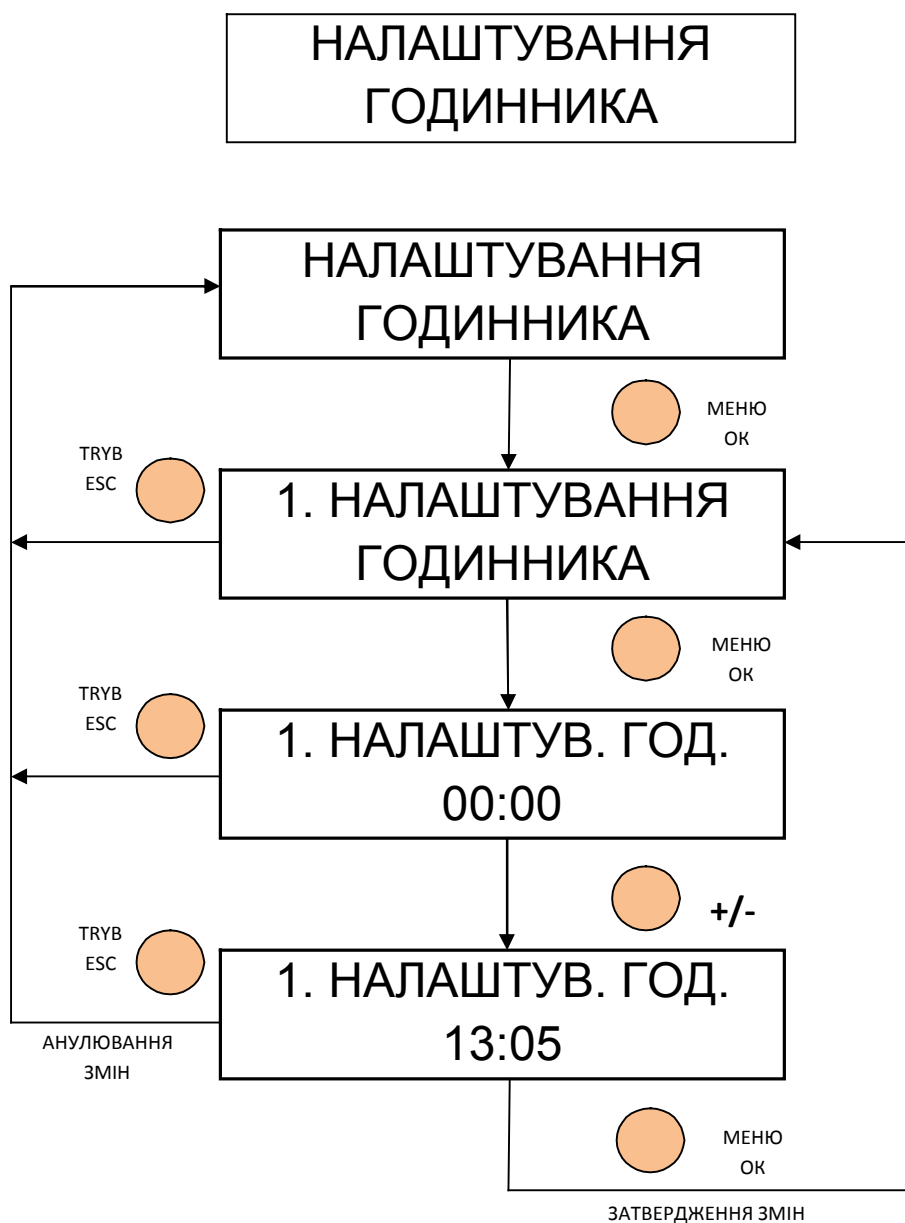 НАЛАШТУВАННЯ
ГОДИННИКА
НАЛАШТУВАННЯ
ГОДИННИКА
МЕНЮ
ОК
TRYB
ESC
1. НАЛАШТУВАННЯ
ГОДИННИКА
МЕНЮ
ОК
TRYB
ESC
1. НАЛАШТУВ. ГОД.
00:00
+/-
TRYB
ESC
1. НАЛАШТУВ. ГОД.
13:05
АНУЛЮВАННЯ
ЗМІН
МЕНЮ
ОК
ЗАТВЕРДЖЕННЯ ЗМІН